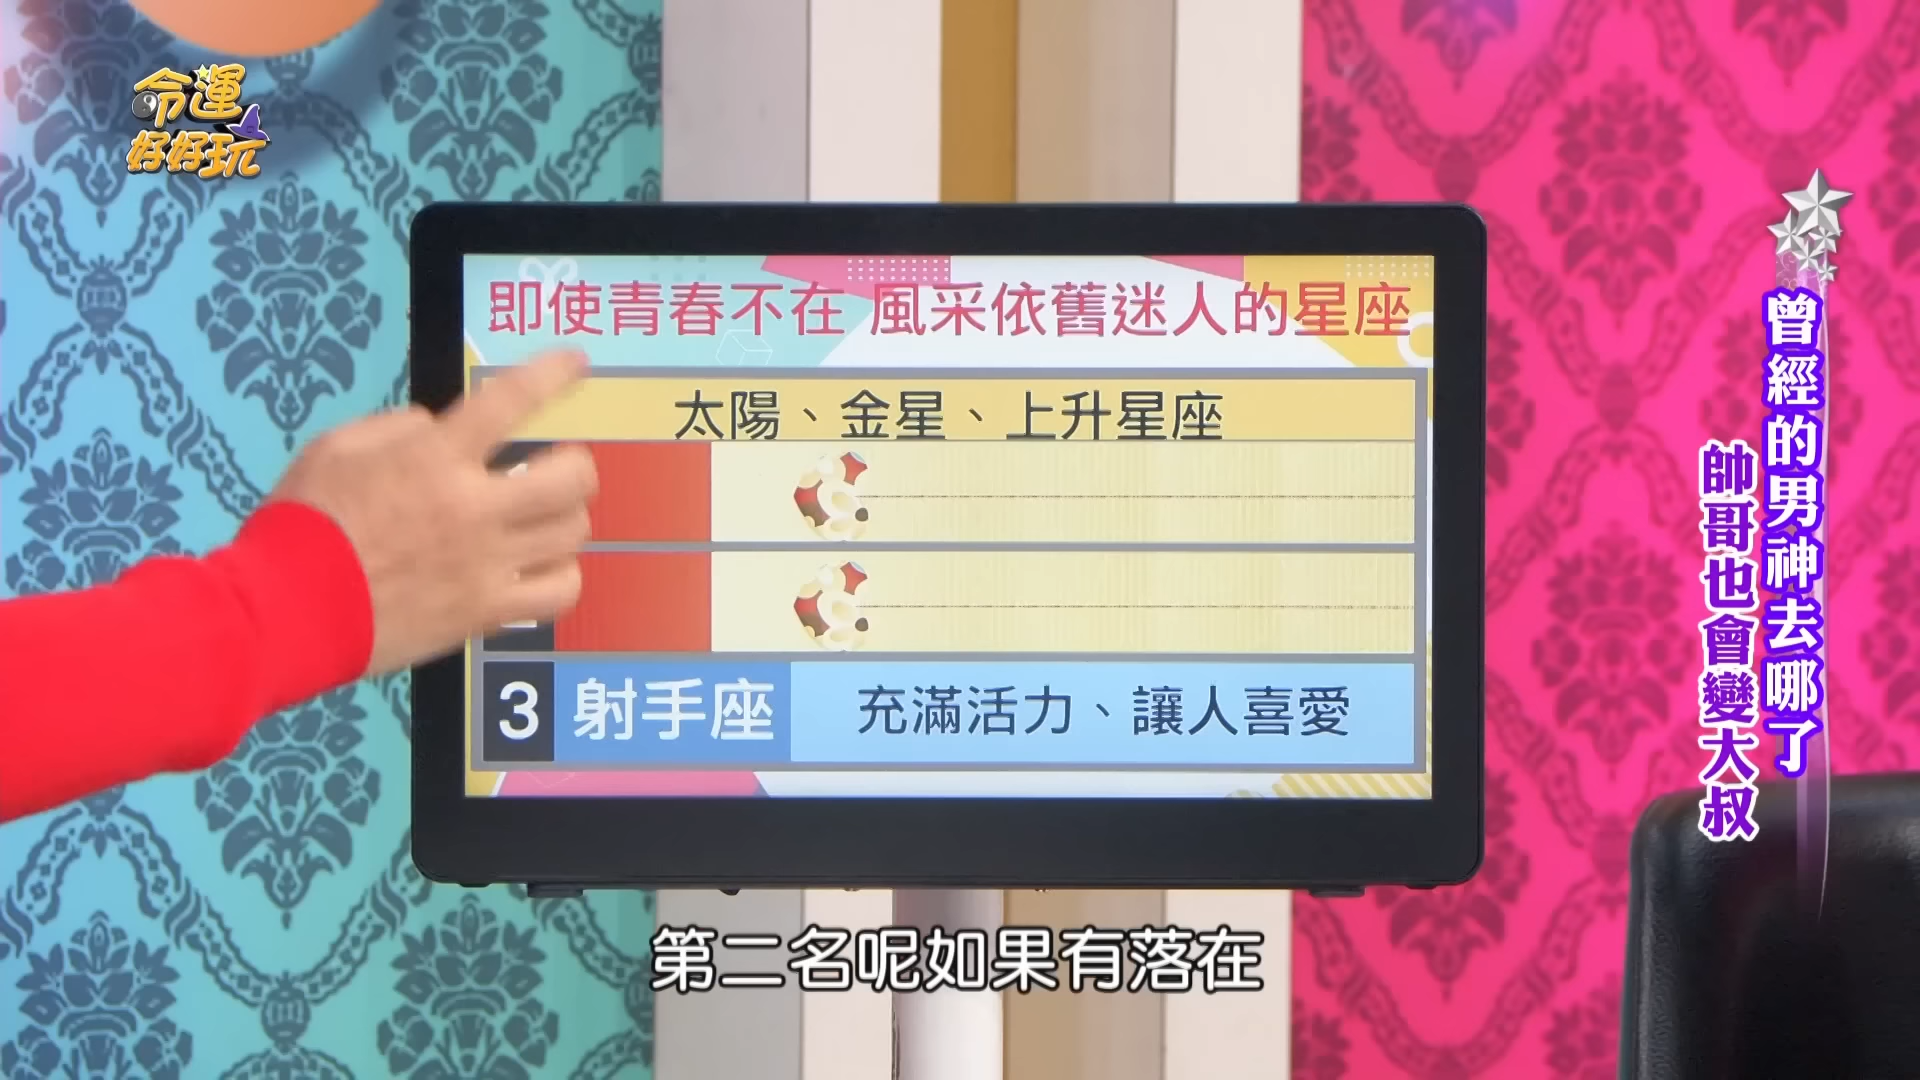 命運
好好玩
即使青春不在 風采依舊迷人的星座
太陽、金星、上升星座
3 射手座 充滿活力、讓人喜愛
曾經的男神去哪了
帥哥也會變大叔
第二名呢如果有落在